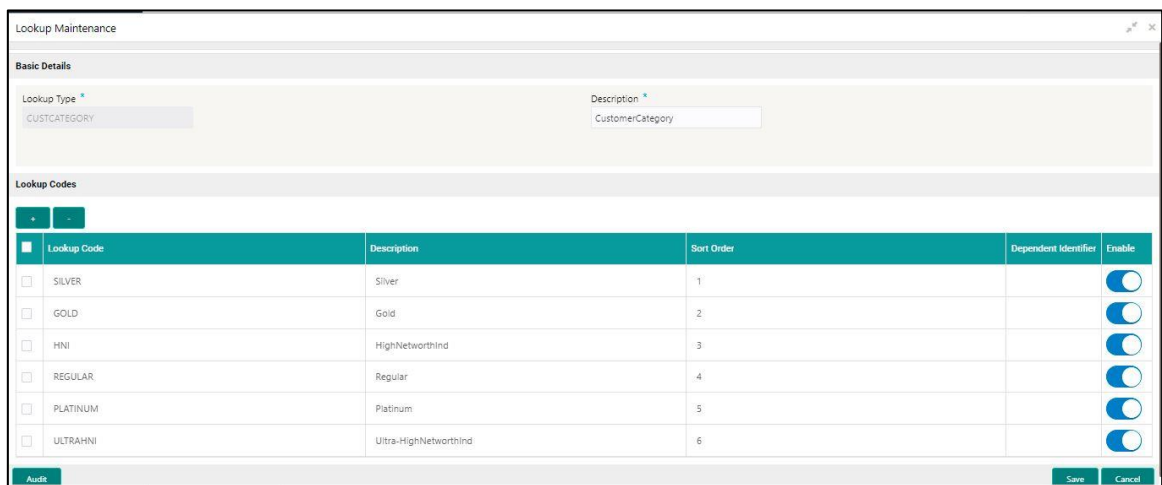 Lookup Maintenance
Basic Details
Lookup Type * Description *
CUSTCATEGORY CustomerCategory
Lookup Codes
+ -
Lookup Code Description Sort Order Dependent Identifier Enable
SILVER Silver 1
GOLD Gold 2
HNI HighNetworthInd 3
REGULAR Regular 4
PLATINUM Platinum 5
ULTRAHNI Ultra-HighNetworthInd 6
Audit Save Cancel